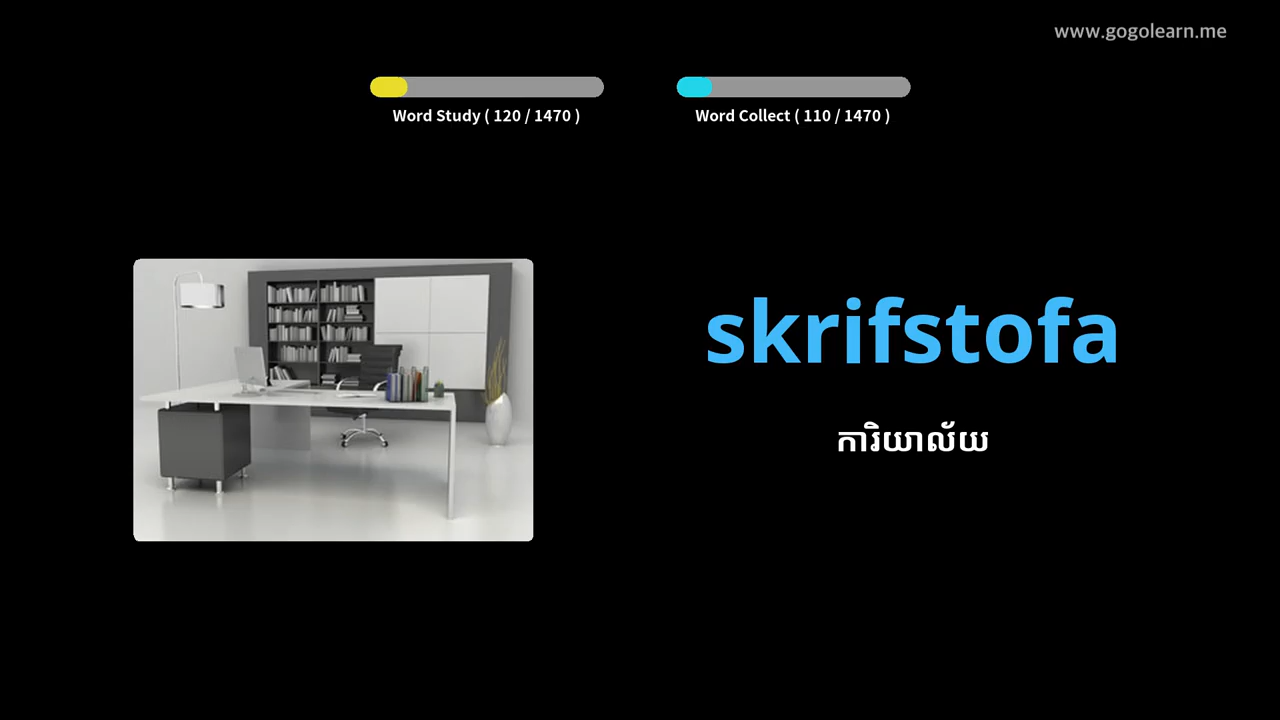 www.gogolearn.me
Word Study ( 120 / 1470 )
Word Collect ( 110 / 1470 )
skrifstofa
ការិយាល័យ